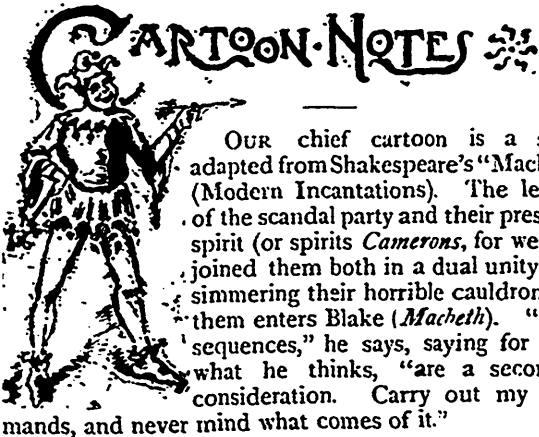 CARTOON · NOTES
OUR chief cartoon is a
adapted from Shakespeare's "Macb
(Modern Incantations). The le
of the scandal party and their pres
spirit (or spirits Camerons, for we
joined them both in a dual unity
simmering their horrible cauldron
them enters Blake (Macbeth). "
sequences," he says, saying for
what he thinks, "are a secon
consideration. Carry out my
mands, and never mind what comes of it."